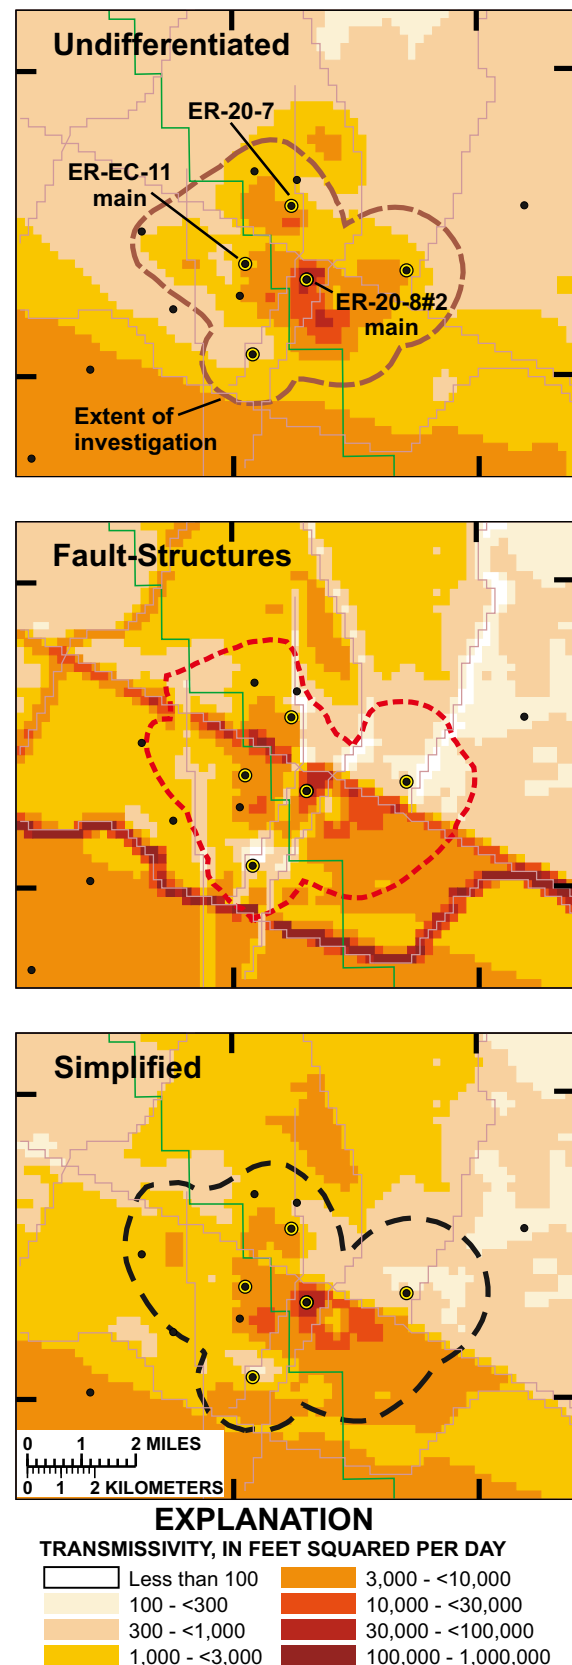 Undifferentiated
ER-20-7
ER-EC-11
main
ER-20-8#2
main
Extent of
investigation
Fault-Structures
Simplified
0 1 2 MILES
0 1 2 KILOMETERS
EXPLANATION
TRANSMISSIVITY, IN FEET SQUARED PER DAY
Less than 100
100 - <300
300 - <1,000
1,000 - <3,000
3,000 - <10,000
10,000 - <30,000
30,000 - <100,000
100,000 - 1,000,000